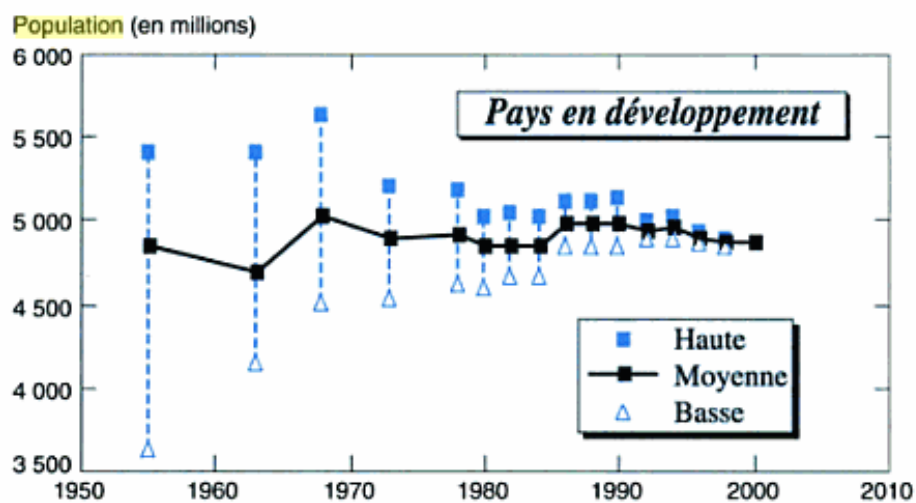 Population (en millions)
6 000
5 500
5 000
4 500
4 000
3 500
Pays en développement
Haute
Moyenne
Basse
1950 1960 1970 1980 1990 2000 2010